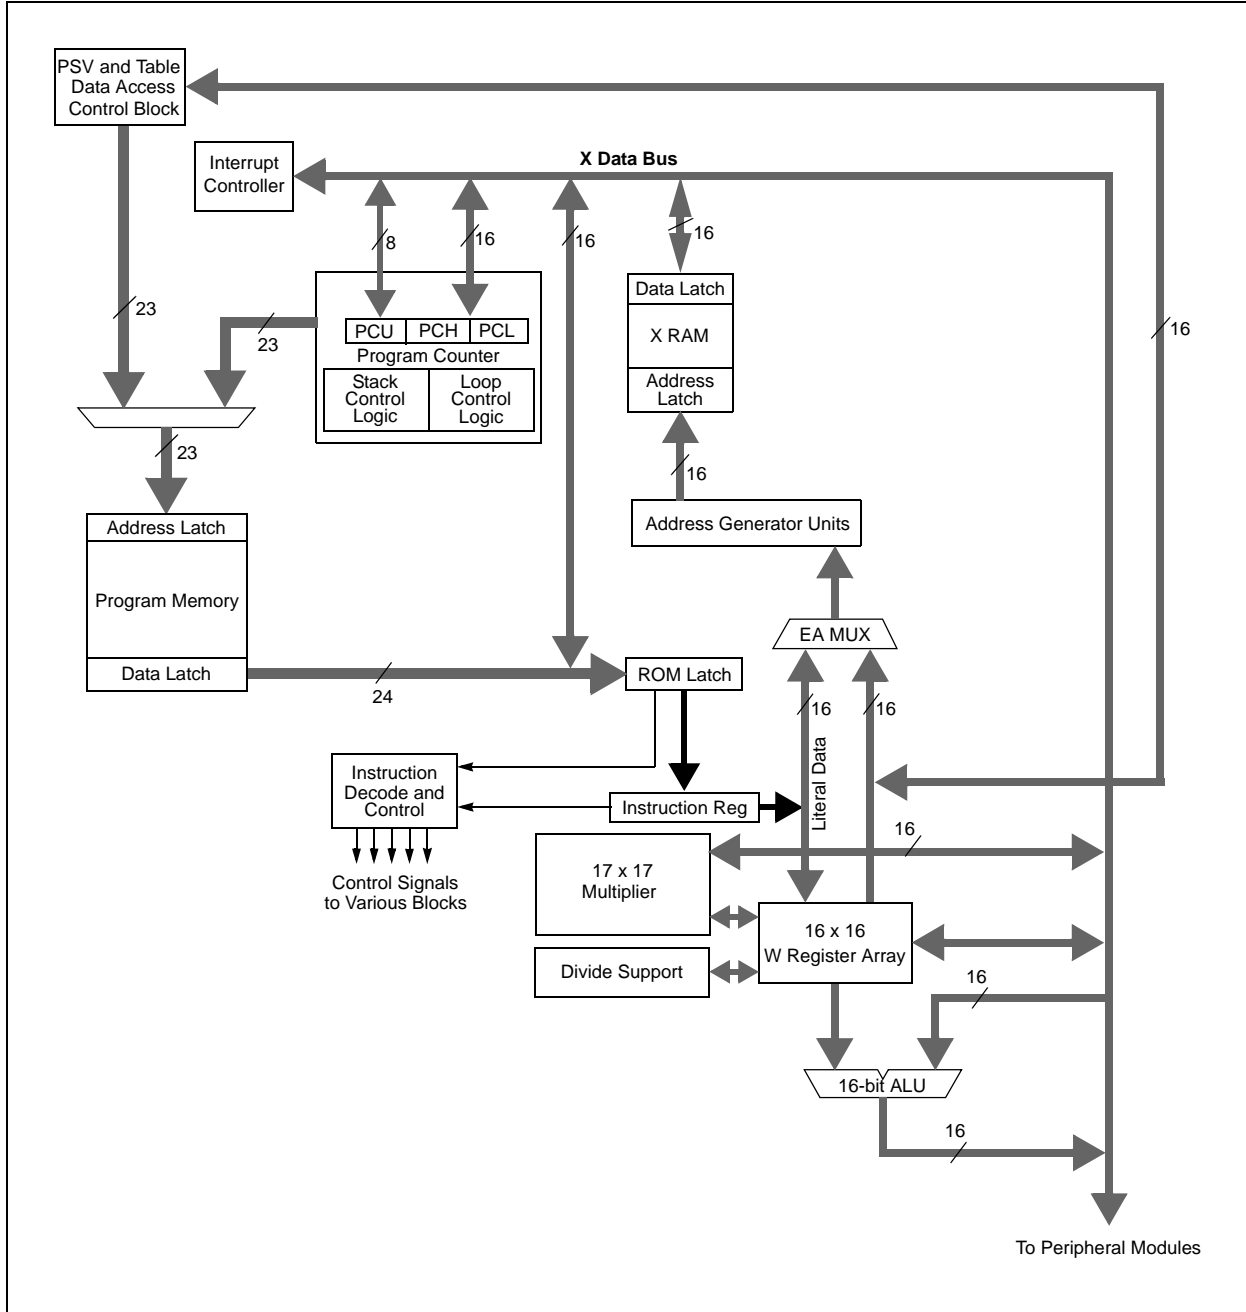 PSV and Table
Data Access
Control Block
Interrupt
Controller
X Data Bus
8
16
16
16
23
23
PCU
PCH
PCL
Program Counter
Stack
Control
Logic
Loop
Control
Logic
Data Latch
X RAM
Address
Latch
16
23
16
Address Latch
Program Memory
Data Latch
24
Address Generator Units
EA MUX
ROM Latch
16
16
Literal Data
Instruction
Decode and
Control
Instruction Reg
Control Signals
to Various Blocks
17 x 17
Multiplier
16
16 x 16
W Register Array
Divide Support
16
16-bit ALU
16
To Peripheral Modules